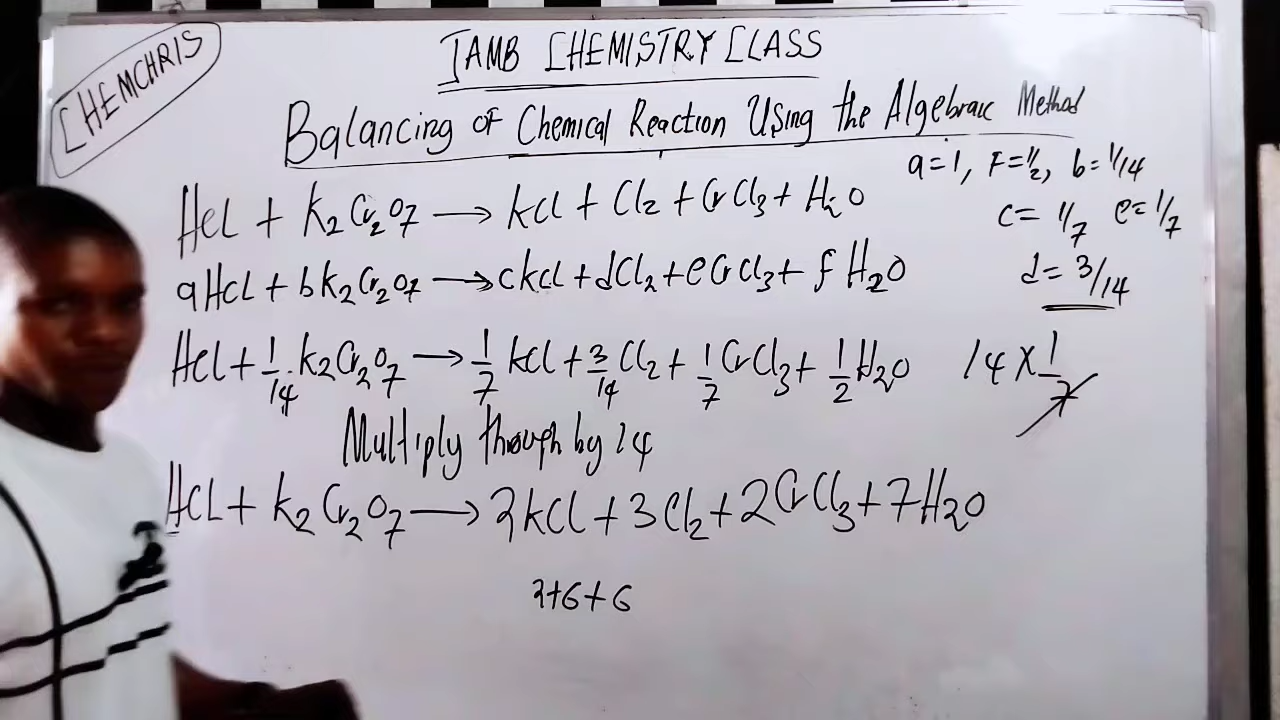 CHEMCHRIS
JAMB CHEMISTRY CLASS
Balancing of Chemical Reaction Using the Algebraic Method
a=1, F=1/2, b=1/14
c= 1/7 e=1/7
d= 3/14
HCl + K₂Cr₂O₇ → KCl + Cl₂ + CrCl₃ + H₂O
aHCl + bK₂Cr₂O₇ → cKCl + dCl₂ + eCrCl₃ + fH₂O
HCl + 1/14 K₂Cr₂O₇ → 1/7 KCl + 3/14 Cl₂ + 1/7 CrCl₃ + 1/2 H₂O 14 × 1/7
Multiply through by 14
HCl + K₂Cr₂O₇ → 2KCl + 3Cl₂ + 2CrCl₃ + 7H₂O
2+6+6